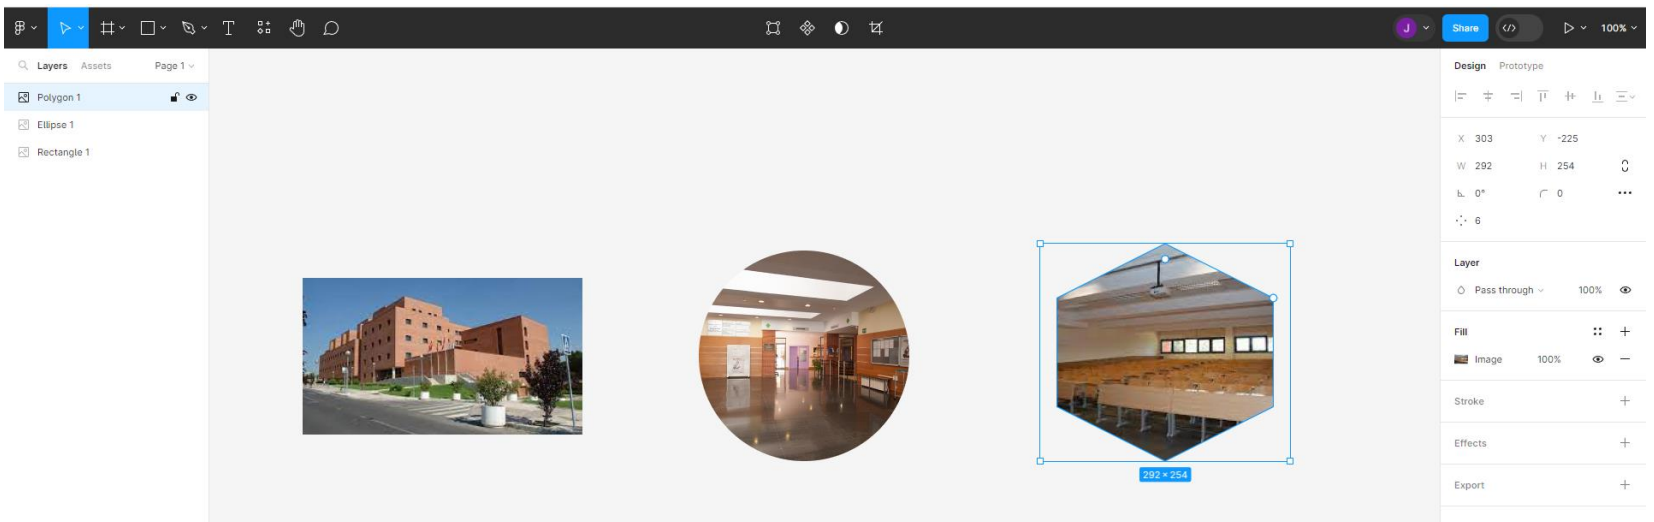 J
Share
100%
Layers Assets Page 1
Polygon 1
Ellipse 1
Rectangle 1
292 × 254
Design Prototype
X 303 Y -225
W 292 H 254
0° 0
6
Layer
Pass through 100%
Fill
Image 100%
Stroke
Effects
Export